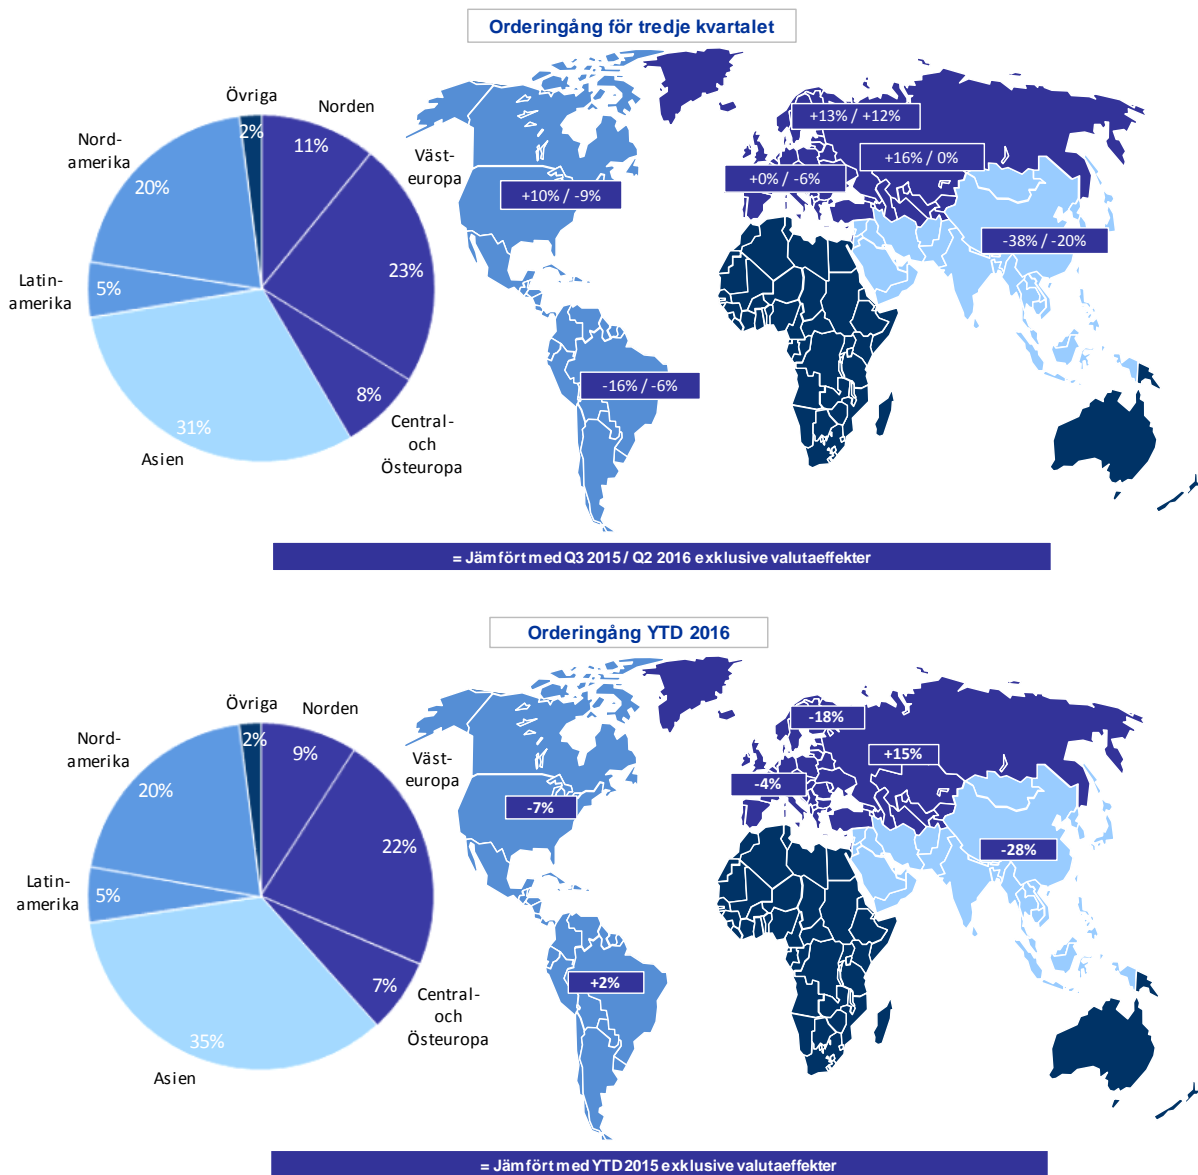 Orderingång för tredje kvartalet
Övriga
Norden
2%
11%
Nord-
amerika
20%
Väst-
europa
23%
Latin-
amerika
5%
8%
31%
Central-
och
Östeuropa
Asien
+13% / +12%
+16% / 0%
+0% / -6%
+10% / -9%
-38% / -20%
-16% / -6%
= Jämfört med Q3 2015 / Q2 2016 exklusive valutaeffekter
Orderingång YTD 2016
Övriga
Norden
2%
9%
Nord-
amerika
20%
Väst-
europa
22%
Latin-
amerika
5%
7%
35%
Central-
och
Östeuropa
Asien
-18%
+15%
-4%
-7%
-28%
+2%
= Jämfört med YTD 2015 exklusive valutaeffekter